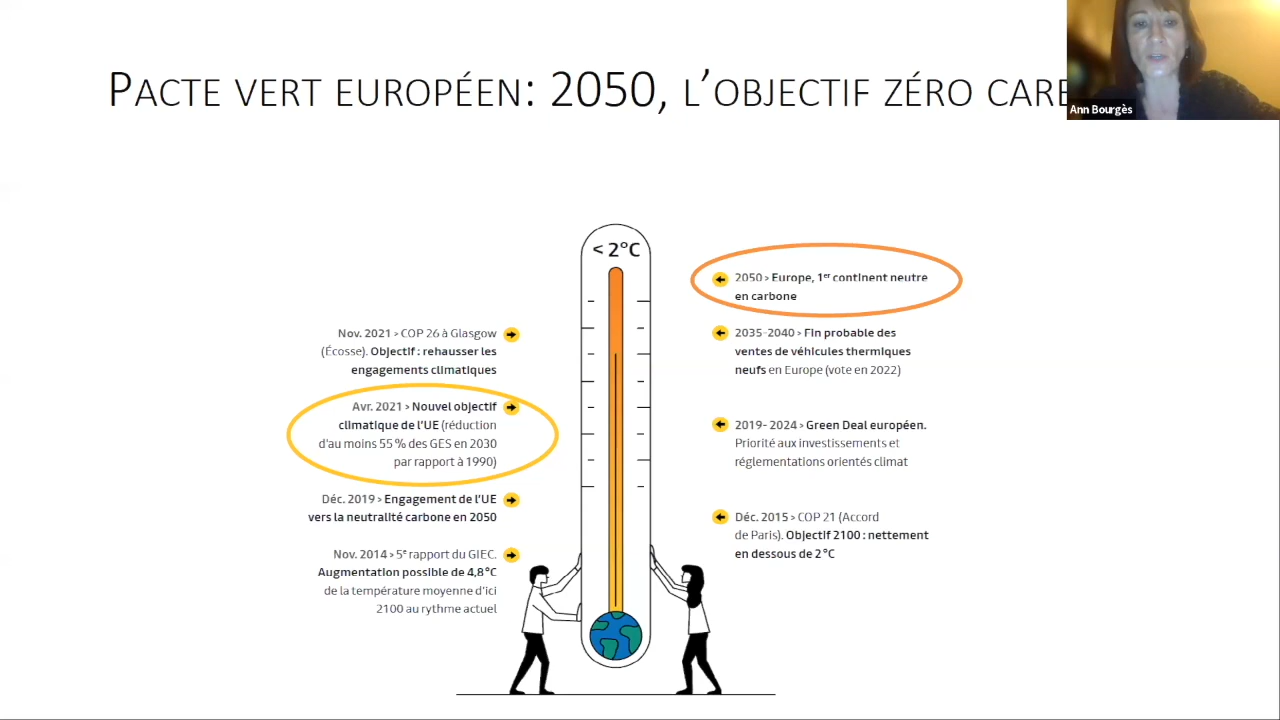 PACTE VERT EUROPÉEN: 2050, L'OBJECTIF ZÉRO
Ann Bourgès
< 2°C
Nov. 2021 > COP 26 à Glasgow
(Écosse). Objectif : rehausser les
engagements climatiques
Avr. 2021 > Nouvel objectif
climatique de l'UE (réduction
d'au moins 55 % des GES en 2030
par rapport à 1990)
Déc. 2019 > Engagement de l'UE
vers la neutralité carbone en 2050
Nov. 2014 > 5e rapport du GIEC.
Augmentation possible de 4,8°C
de la température moyenne d'ici
2100 au rythme actuel
2050 > Europe, 1er continent neutre
en carbone
2035-2040 > Fin probable des
ventes de véhicules thermiques
neufs en Europe (vote en 2022)
2019- 2024 > Green Deal européen.
Priorité aux investissements et
réglementations orientés climat
Déc. 2015 > COP 21 (Accord
de Paris). Objectif 2100 : nettement
en dessous de 2°C